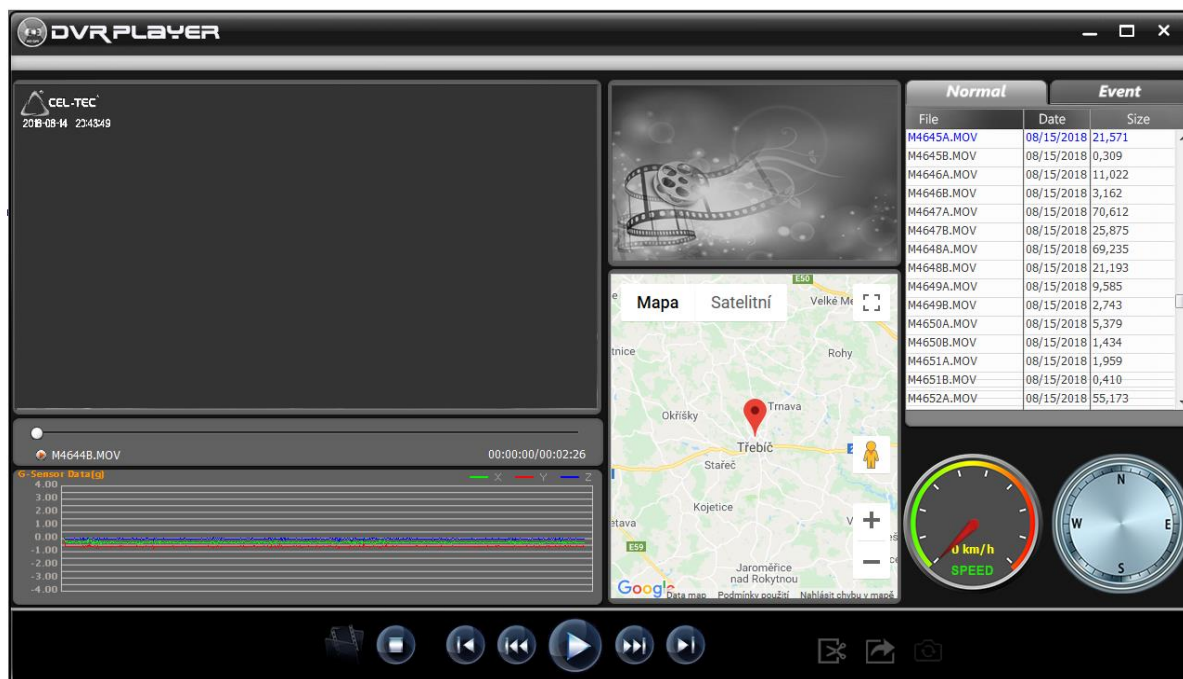 DVR PLAYER
CEL-TEC
2018-08-14 23:43:49
M4644B.MOV
00:00:00/00:02:26
G-Sensor Data(g)
X Y Z
4.00
3.00
2.00
1.00
0.00
-1.00
-2.00
-3.00
-4.00
Mapa Satelitní
E50
Velké Me
tnice
Rohy
Okříšky
Trnava
Třebíč
Stařeč
Kojetice
etava
E59
Jaroměřice
nad Rokytnou
Google
Data map Podmínky použití Nahlásit chybu v mapě
Normal Event
File Date Size
M4645A.MOV 08/15/2018 21,571
M4645B.MOV 08/15/2018 0,309
M4646A.MOV 08/15/2018 11,022
M4646B.MOV 08/15/2018 3,162
M4647A.MOV 08/15/2018 70,612
M4647B.MOV 08/15/2018 25,875
M4648A.MOV 08/15/2018 69,235
M4648B.MOV 08/15/2018 21,193
M4649A.MOV 08/15/2018 9,585
M4649B.MOV 08/15/2018 2,743
M4650A.MOV 08/15/2018 5,379
M4650B.MOV 08/15/2018 1,434
M4651A.MOV 08/15/2018 1,959
M4651B.MOV 08/15/2018 0,410
M4652A.MOV 08/15/2018 55,173
0 km/h
SPEED
N
W E
S